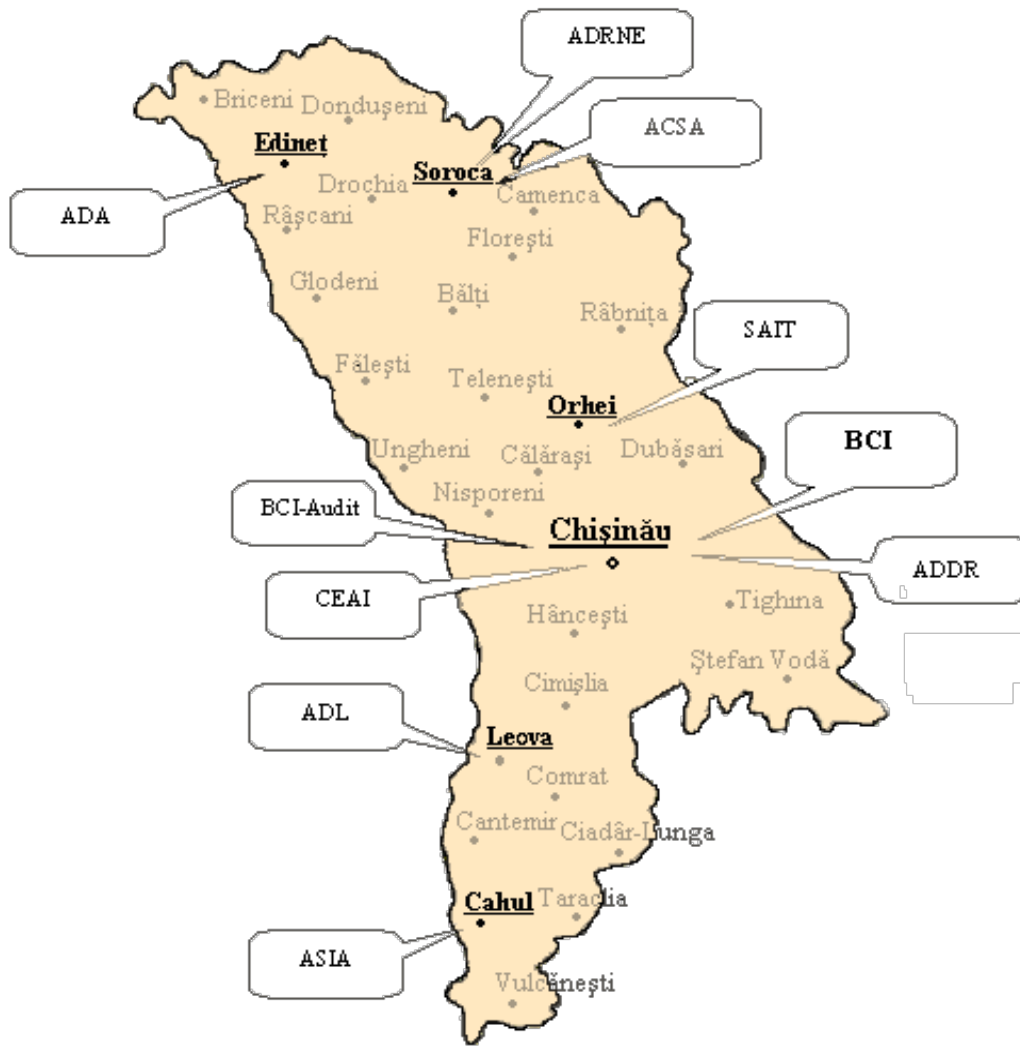 ADRNE
Briceni
Dondușeni
ACSA
Edineț
Soroca
Drochia
Camenca
ADA
Râșcani
Florești
Glodeni
Bălți
Râbnița
SAIT
Fălești
Telenești
Orhei
BCI
Ungheni
Călărași
Dubăsari
Nisporeni
BCI-Audit
Chișinău
ADDR
CEAI
Tighina
Hâncești
Ștefan Vodă
Cimișlia
ADL
Leova
Comrat
Cantemir
Ciadâr-Lunga
Cahul
Taraclia
ASIA
Vulcănești